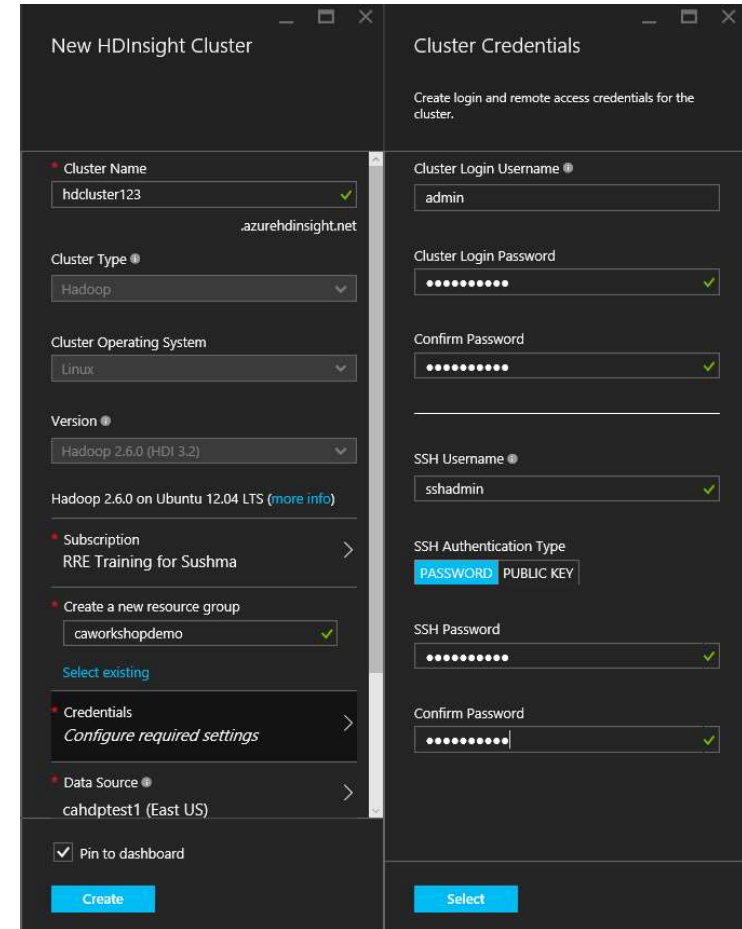 New HDInsight Cluster
* Cluster Name
hdcluster123
.azurehdinsight.net
Cluster Type
Hadoop
Cluster Operating System
Linux
Version
Hadoop 2.6.0 (HDI 3.2)
Hadoop 2.6.0 on Ubuntu 12.04 LTS (more info)
* Subscription
RRE Training for Sushma
* Create a new resource group
caworkshopdemo
Select existing
* Credentials
Configure required settings
* Data Source
cahdptest1 (East US)
Pin to dashboard
Create
Cluster Credentials
Create login and remote access credentials for the
cluster.
Cluster Login Username
admin
Cluster Login Password
••••••••••
Confirm Password
••••••••••
SSH Username
sshadmin
SSH Authentication Type
PASSWORD PUBLIC KEY
SSH Password
••••••••••
Confirm Password
••••••••••
Select